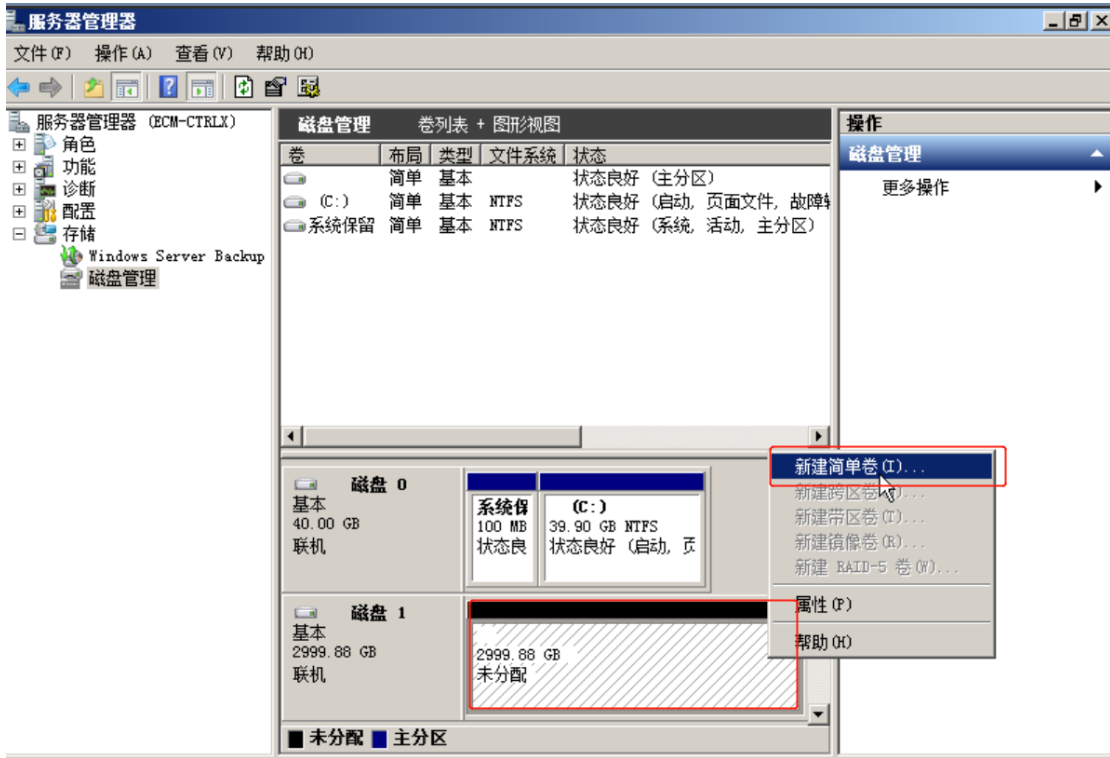 服务器管理器
文件(F) 操作(A) 查看(V) 帮助(H)
服务器管理器 (ECM-CTRLX)
角色
功能
诊断
配置
存储
Windows Server Backup
磁盘管理
磁盘管理 卷列表 + 图形视图
卷 布局 类型 文件系统 状态
简单 基本 状态良好 (主分区)
(C:) 简单 基本 NTFS 状态良好 (启动, 页面文件, 故障转
系统保留 简单 基本 NTFS 状态良好 (系统, 活动, 主分区)
操作
磁盘管理
更多操作
磁盘 0
基本
40.00 GB
联机
系统保
100 MB
状态良
(C:)
39.90 GB NTFS
状态良好 (启动, 页
磁盘 1
基本
2999.88 GB
联机
2999.88 GB
未分配
新建简单卷(I)...
新建跨区卷 )...
新建带区卷(T)...
新建镜像卷(R)...
新建 RAID-5 卷(W)...
属性(P)
帮助(H)
未分配 主分区